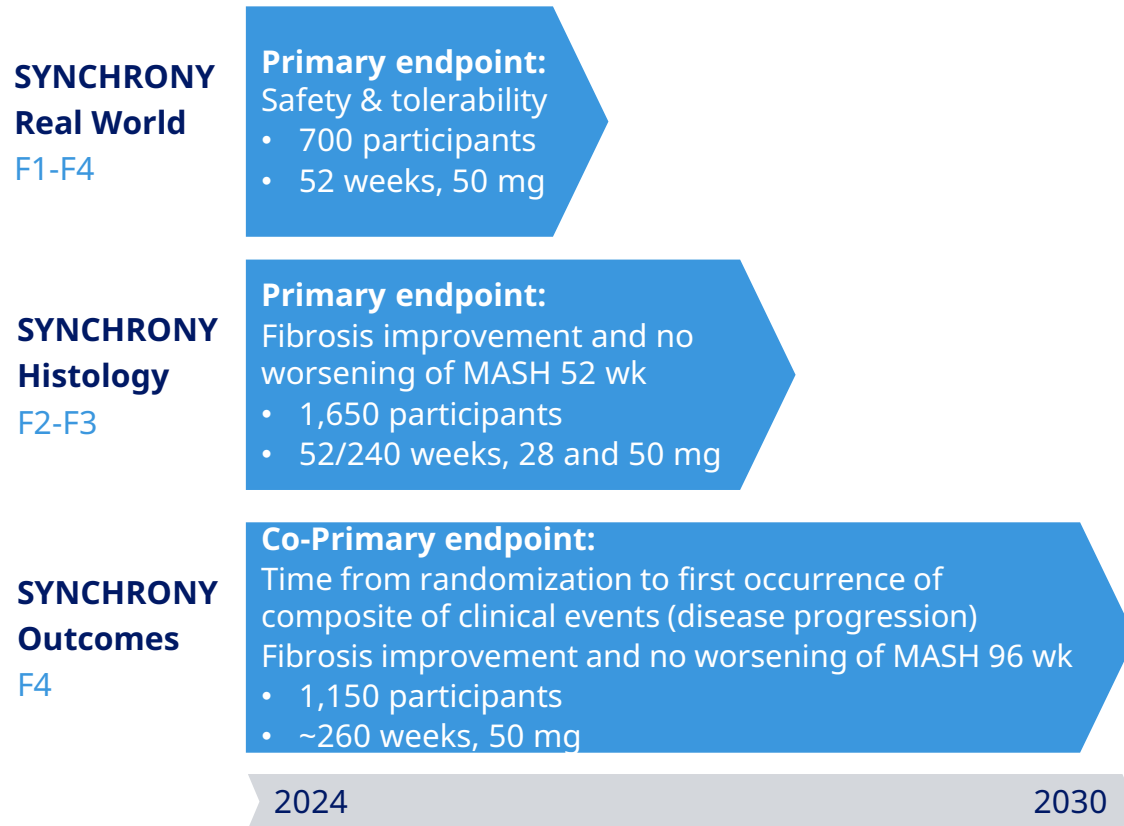 SYNCHRONY
Real World
F1-F4
Primary endpoint:
Safety & tolerability
• 700 participants
• 52 weeks, 50 mg
SYNCHRONY
Histology
F2-F3
Primary endpoint:
Fibrosis improvement and no
worsening of MASH 52 wk
• 1,650 participants
• 52/240 weeks, 28 and 50 mg
SYNCHRONY
Outcomes
F4
Co-Primary endpoint:
Time from randomization to first occurrence of
composite of clinical events (disease progression)
Fibrosis improvement and no worsening of MASH 96 wk
• 1,150 participants
• ~260 weeks, 50 mg
2024 2030